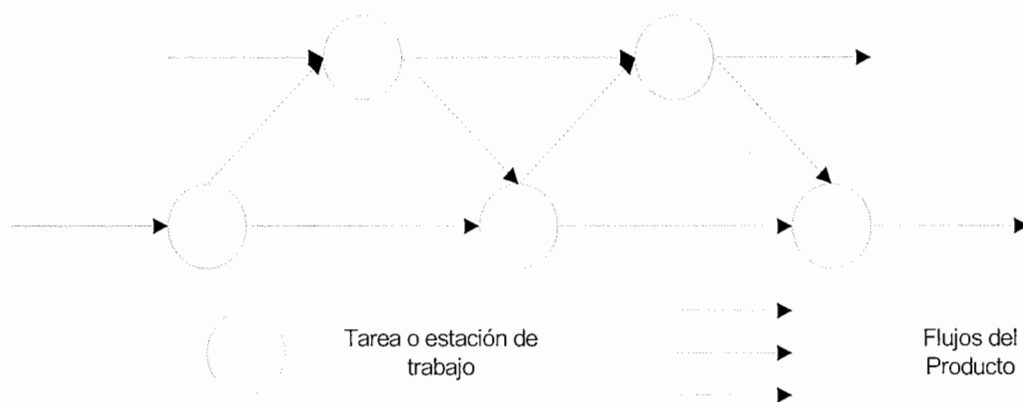 Tarea o estación de
trabajo
Flujos del
Producto